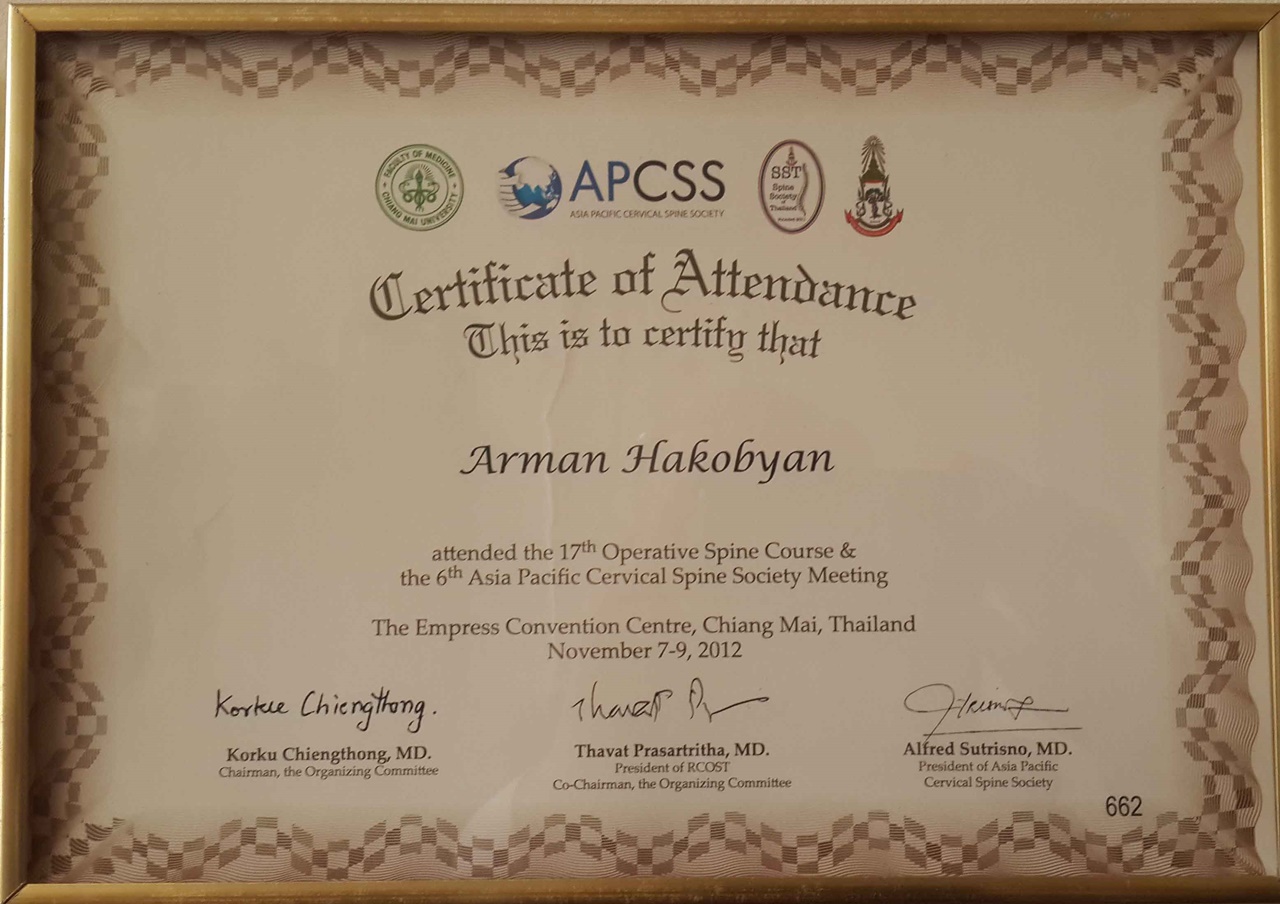 FACULTY OF MEDICINE
CHIANG MAI UNIVERSITY
APCSS
ASIA PACIFIC CERVICAL SPINE SOCIETY
SST
Spine
Society
of
Thailand
Certificate of Attendance
This is to certify that
Arman Hakobyan
attended the 17th Operative Spine Course &
the 6th Asia Pacific Cervical Spine Society Meeting
The Empress Convention Centre, Chiang Mai, Thailand
November 7-9, 2012
Korkue Chiengthong.
Korku Chiengthong, MD.
Chairman, the Organizing Committee
Thavat Prasartritha, MD.
President of RCOST
Co-Chairman, the Organizing Committee
Alfred Sutrisno, MD.
President of Asia Pacific
Cervical Spine Society
662